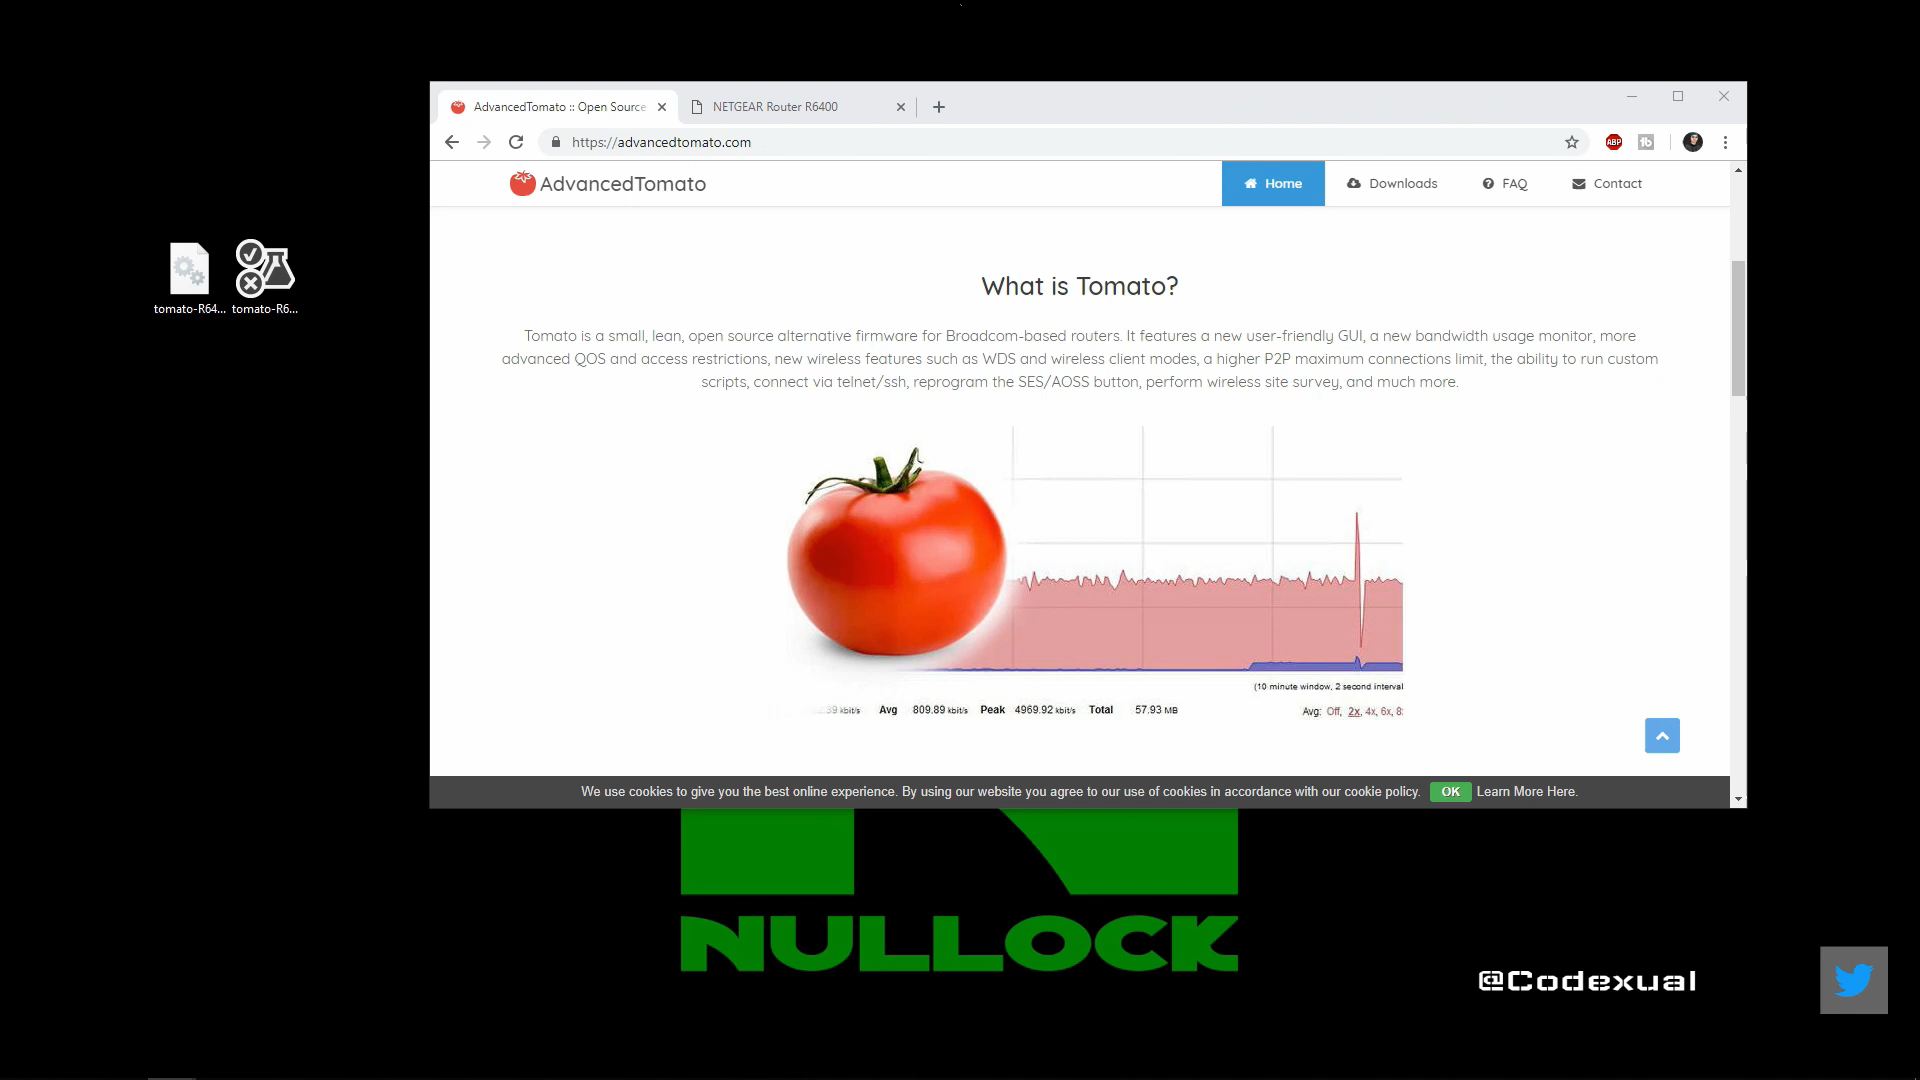 AdvancedTomato :: Open Source
NETGEAR Router R6400
https://advancedtomato.com
ABP
AdvancedTomato
Home
Downloads
FAQ
Contact
tomato-R64...
tomato-R6...
What is Tomato?
Tomato is a small, lean, open source alternative firmware for Broadcom-based routers. It features a new user-friendly GUI, a new bandwidth usage monitor, more
advanced QOS and access restrictions, new wireless features such as WDS and wireless client modes, a higher P2P maximum connections limit, the ability to run custom
scripts, connect via telnet/ssh, reprogram the SES/AOSS button, perform wireless site survey, and much more.
(10 minute window, 2 second interval
.39 kbit/s Avg 809.89 kbit/s Peak 4969.92 kbit/s Total 57.93 MB
Avg: Off, 2x, 4x, 6x, 8
We use cookies to give you the best online experience. By using our website you agree to our use of cookies in accordance with our cookie policy. OK Learn More Here.
NULLOCK
@Codexual